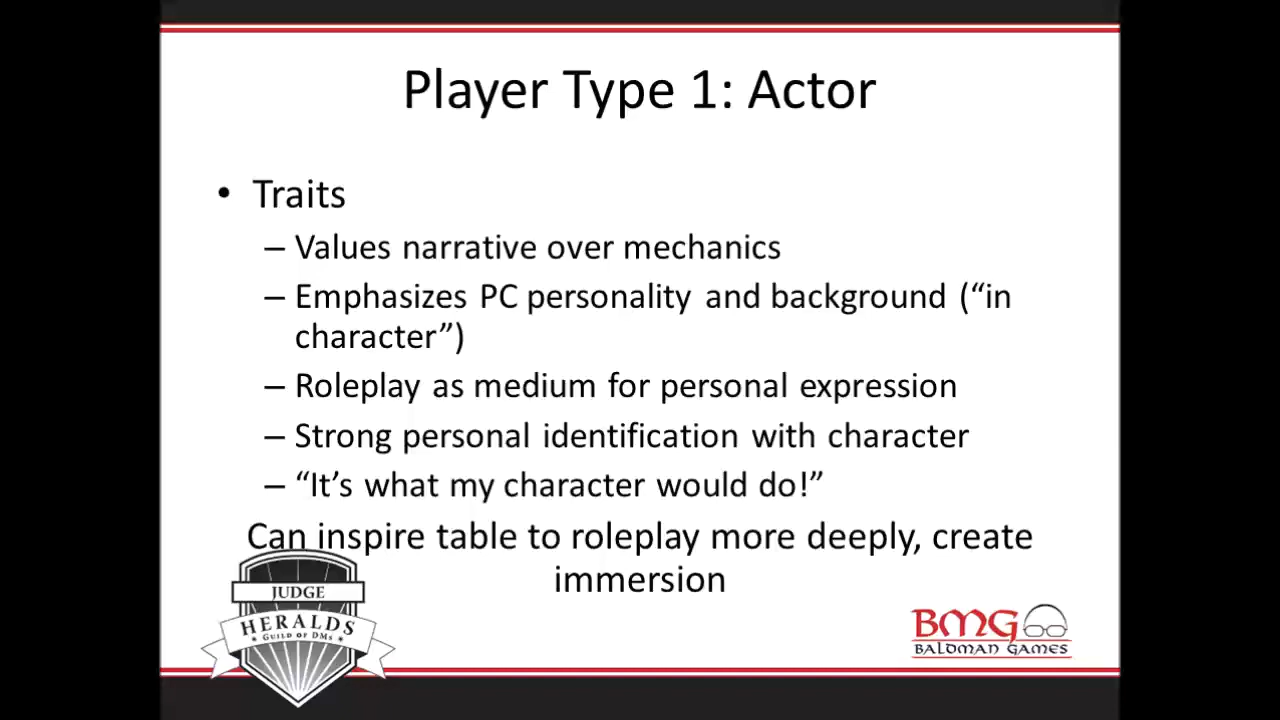 Player Type 1: Actor
• Traits
– Values narrative over mechanics
– Emphasizes PC personality and background (“in
character”)
– Roleplay as medium for personal expression
– Strong personal identification with character
– “It’s what my character would do!”
Can inspire table to roleplay more deeply, create
immersion
JUDGE
HERALDS
GUILD OF DMs
BMG
BALDMAN GAMES